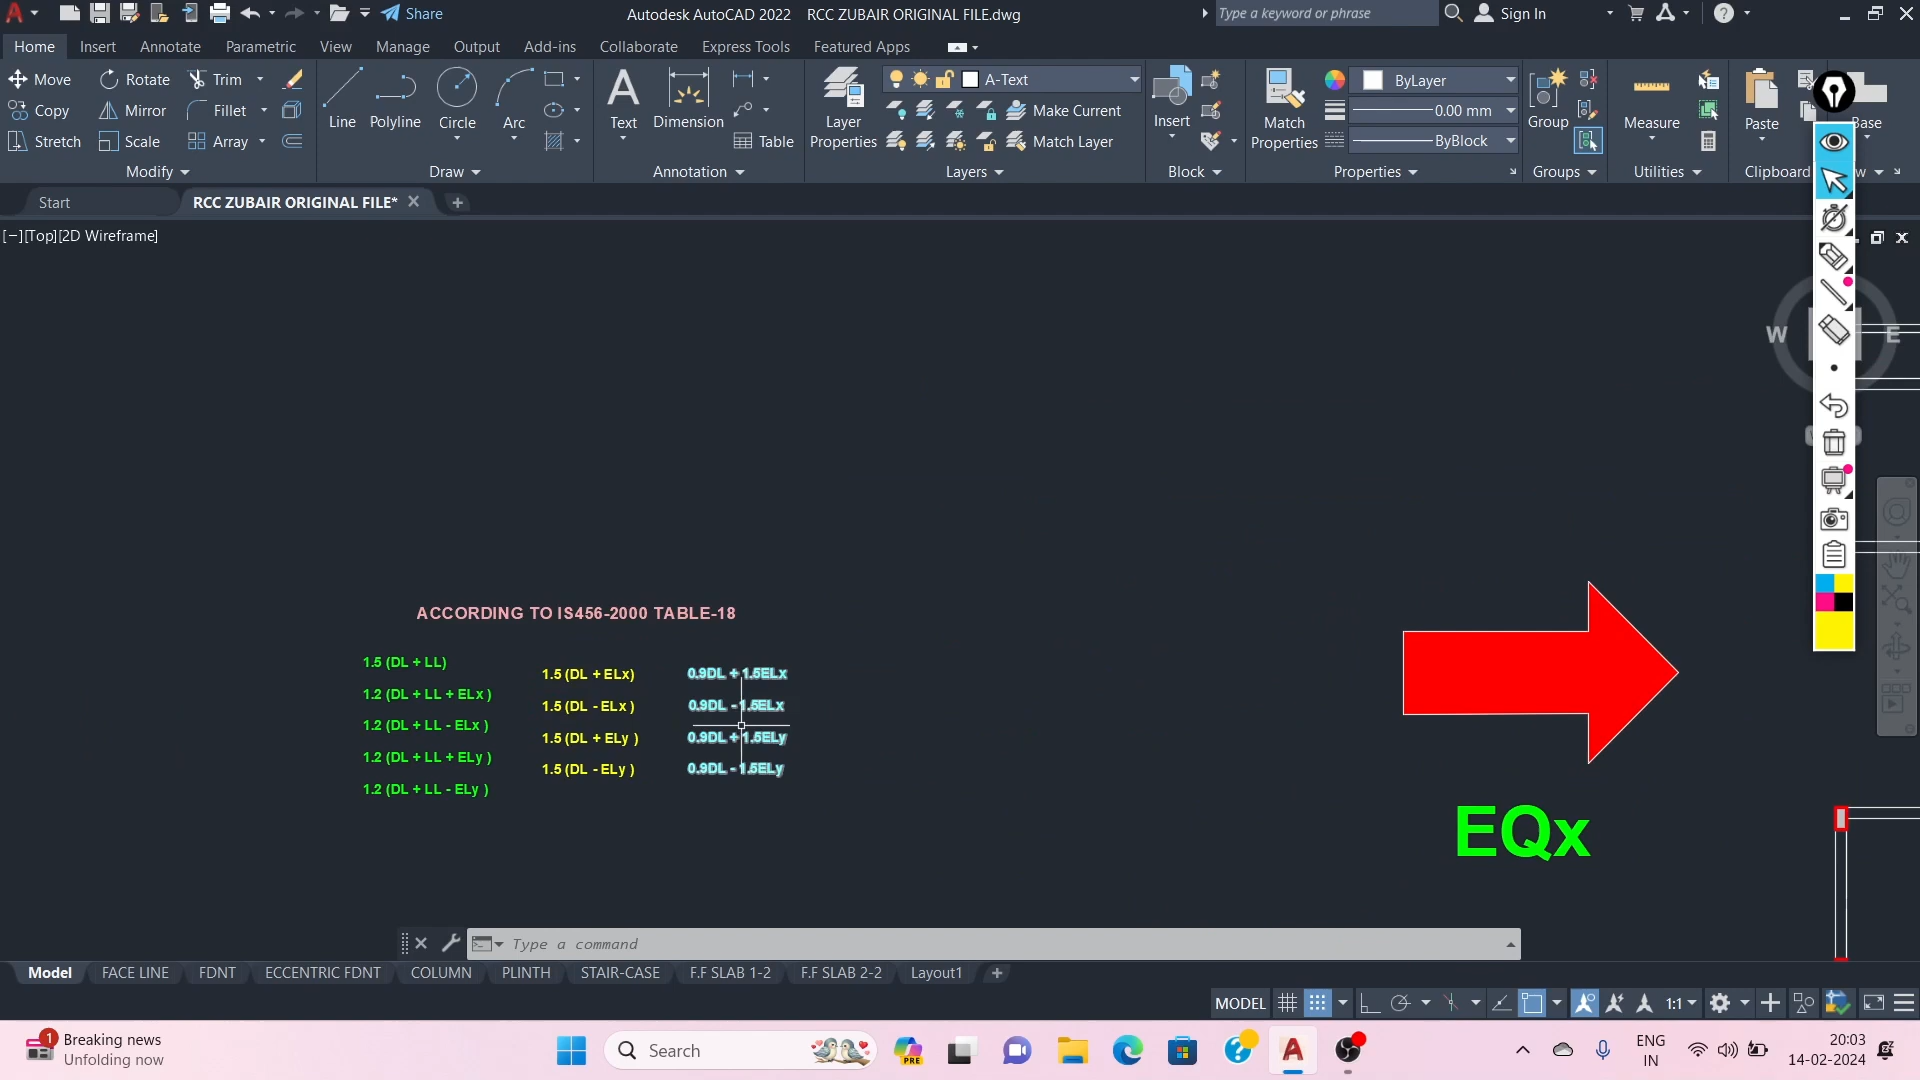 Share
Autodesk AutoCAD 2022 RCC ZUBAIR ORIGINAL FILE.dwg
Type a keyword or phrase
Sign In
Home Insert Annotate Parametric View Manage Output Add-ins Collaborate Express Tools Featured Apps
Move Rotate Trim
Copy Mirror Fillet
Stretch Scale Array
Modify
Line Polyline Circle Arc
Draw
Text Dimension Table
Annotation
Layer Properties
A-Text
Make Current
Match Layer
Layers
Insert
Block
Match Properties
ByLayer
0.00 mm
ByBlock
Properties
Group
Groups
Measure
Utilities
Paste
Clipboard
Base
Start
RCC ZUBAIR ORIGINAL FILE*
[−][Top][2D Wireframe]
W E
ACCORDING TO IS456-2000 TABLE-18
1.5 (DL + LL)
1.2 (DL + LL + ELx )
1.2 (DL + LL - ELx )
1.2 (DL + LL + ELy )
1.2 (DL + LL - ELy )
1.5 (DL + ELx)
1.5 (DL - ELx )
1.5 (DL + ELy )
1.5 (DL - ELy )
0.9DL + 1.5ELx
0.9DL - 1.5ELx
0.9DL + 1.5ELy
0.9DL - 1.5ELy
EQx
Type a command
Model FACE LINE FDNT ECCENTRIC FDNT COLUMN PLINTH STAIR-CASE F.F SLAB 1-2 F.F SLAB 2-2 Layout1
MODEL
1:1
1
Breaking news
Unfolding now
Search
PRE
ENG
IN
20:03
14-02-2024